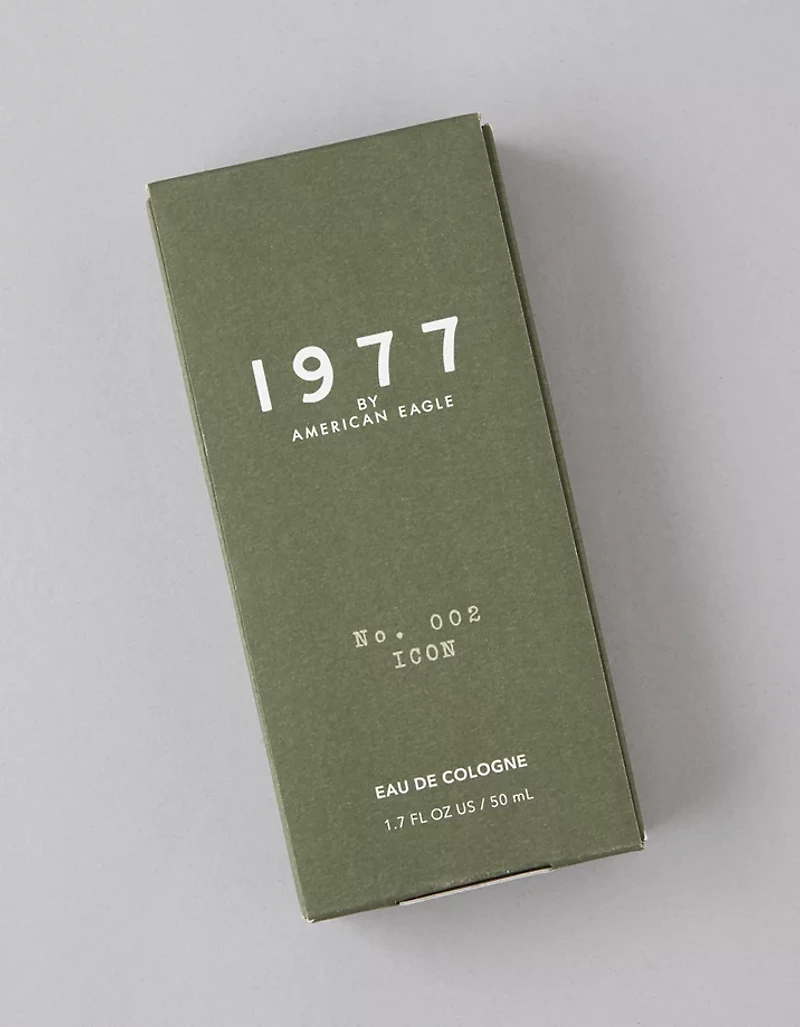 1977
BY
AMERICAN EAGLE
No. 002
ICON
EAU DE COLOGNE
1.7 FL OZ US / 50 mL